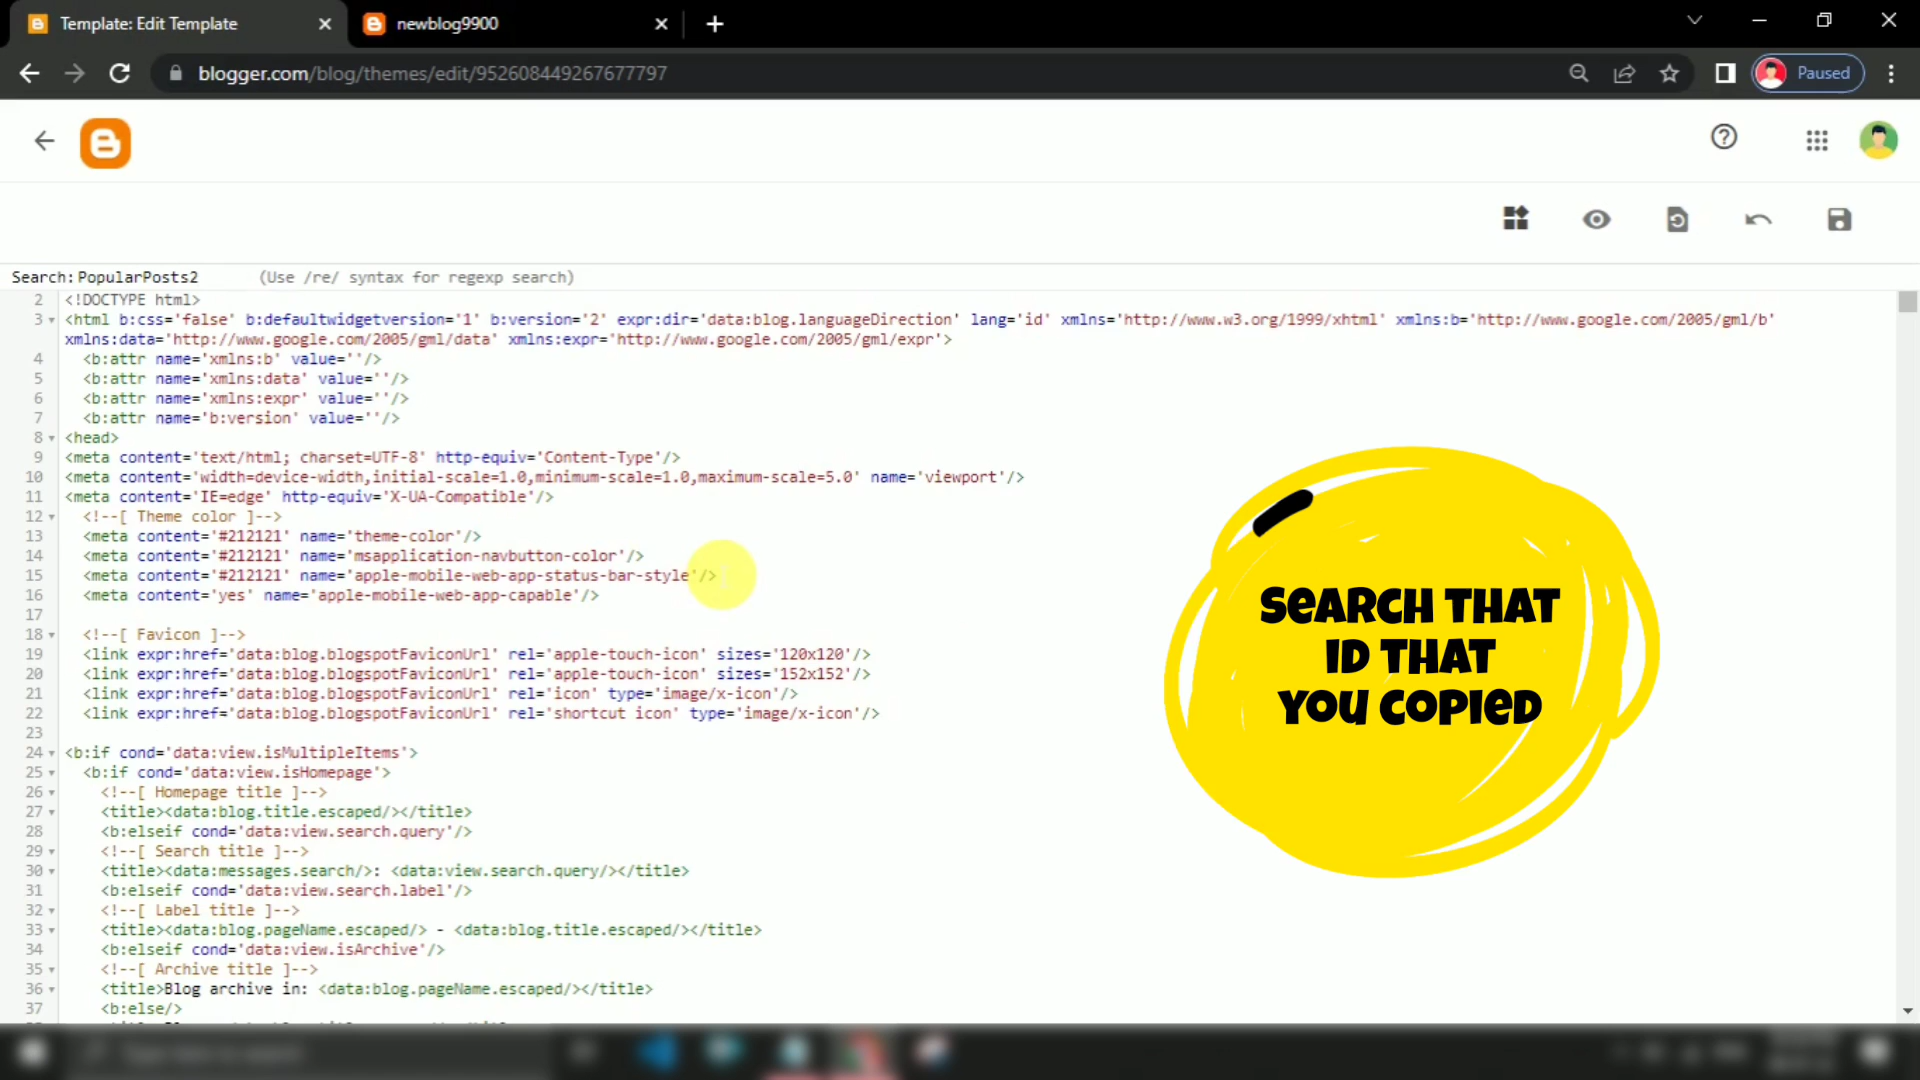 Template: Edit Template
newblog9900
blogger.com/blog/themes/edit/952608449267677797
Paused
Search: PopularPosts2 (Use /re/ syntax for regexp search)
2 <!DOCTYPE html>
3 <html b:css='false' b:defaultwidgetversion='1' b:version='2' expr:dir='data:blog.languageDirection' lang='id' xmlns='http://www.w3.org/1999/xhtml' xmlns:b='http://www.google.com/2005/gml/b'
xmlns:data='http://www.google.com/2005/gml/data' xmlns:expr='http://www.google.com/2005/gml/expr'>
4 <b:attr name='xmlns:b' value=''/>
5 <b:attr name='xmlns:data' value=''/>
6 <b:attr name='xmlns:expr' value=''/>
7 <b:attr name='b:version' value=''/>
8 <head>
9 <meta content='text/html; charset=UTF-8' http-equiv='Content-Type'/>
10 <meta content='width=device-width,initial-scale=1.0,minimum-scale=1.0,maximum-scale=5.0' name='viewport'/>
11 <meta content='IE=edge' http-equiv='X-UA-Compatible'/>
12 <!--[ Theme color ]-->
13 <meta content='#212121' name='theme-color'/>
14 <meta content='#212121' name='msapplication-navbutton-color'/>
15 <meta content='#212121' name='apple-mobile-web-app-status-bar-style'/>
16 <meta content='yes' name='apple-mobile-web-app-capable'/>
17
18 <!--[ Favicon ]-->
19 <link expr:href='data:blog.blogspotFaviconUrl' rel='apple-touch-icon' sizes='120x120'/>
20 <link expr:href='data:blog.blogspotFaviconUrl' rel='apple-touch-icon' sizes='152x152'/>
21 <link expr:href='data:blog.blogspotFaviconUrl' rel='icon' type='image/x-icon'/>
22 <link expr:href='data:blog.blogspotFaviconUrl' rel='shortcut icon' type='image/x-icon'/>
23
24 <b:if cond='data:view.isMultipleItems'>
25 <b:if cond='data:view.isHomepage'>
26 <!--[ Homepage title ]-->
27 <title><data:blog.title.escaped/></title>
28 <b:elseif cond='data:view.search.query'/>
29 <!--[ Search title ]-->
30 <title><data:messages.search/>: <data:view.search.query/></title>
31 <b:elseif cond='data:view.search.label'/>
32 <!--[ Label title ]-->
33 <title><data:blog.pageName.escaped/> - <data:blog.title.escaped/></title>
34 <b:elseif cond='data:view.isArchive'/>
35 <!--[ Archive title ]-->
36 <title>Blog archive in: <data:blog.pageName.escaped/></title>
37 <b:else/>
SEARCH THAT
ID THAT
YOU COPIED
Type here to search